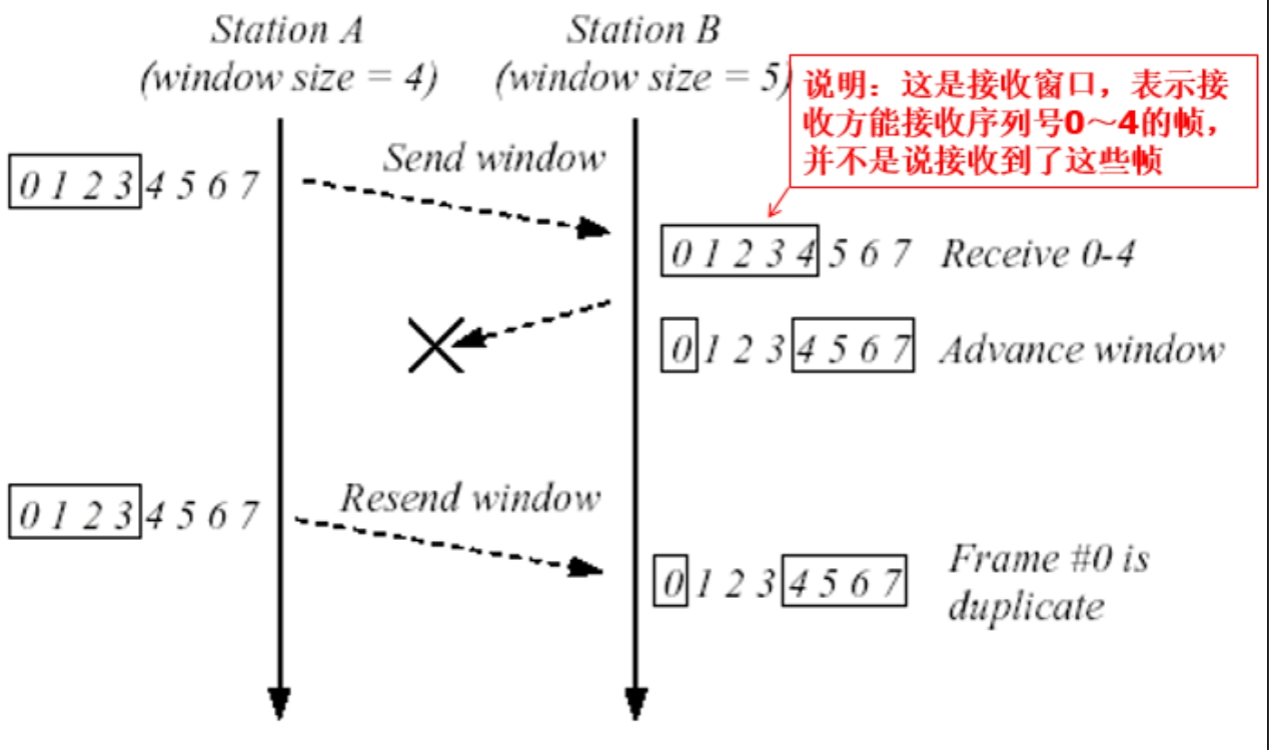 Station A
(window size = 4)
Station B
(window size = 5)
说明：这是接收窗口，表示接
收方能接收序列号0～4的帧，
并不是说接收到了这些帧
0 1 2 3 4 5 6 7
Send window
0 1 2 3 4 5 6 7 Receive 0-4
0 1 2 3 4 5 6 7 Advance window
0 1 2 3 4 5 6 7
Resend window
0 1 2 3 4 5 6 7
Frame #0 is
duplicate